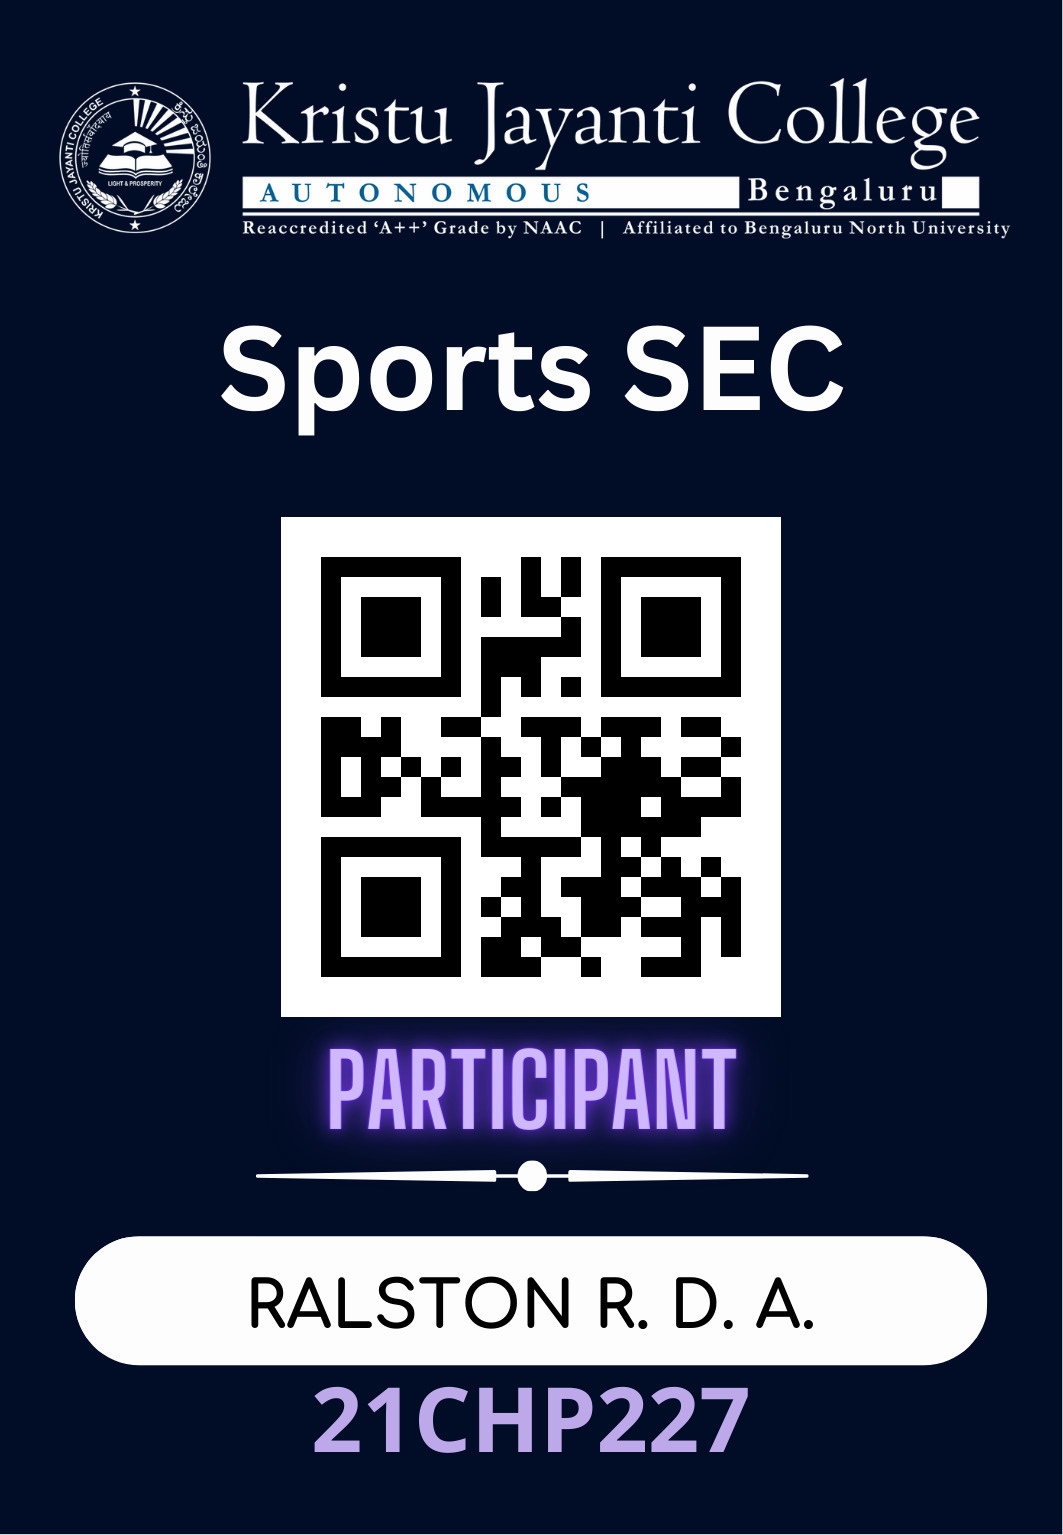 KRISTU JAYANTI COLLEGE
ಕ್ರಿಸ್ತು ಜಯಂತಿ ಕಾಲೇಜು
LIGHT & PROSPERITY
Kristu Jayanti College
AUTONOMOUS Bengaluru
Reaccredited ‘A++’ Grade by NAAC | Affiliated to Bengaluru North University
Sports SEC
PARTICIPANT
RALSTON R. D. A.
21CHP227